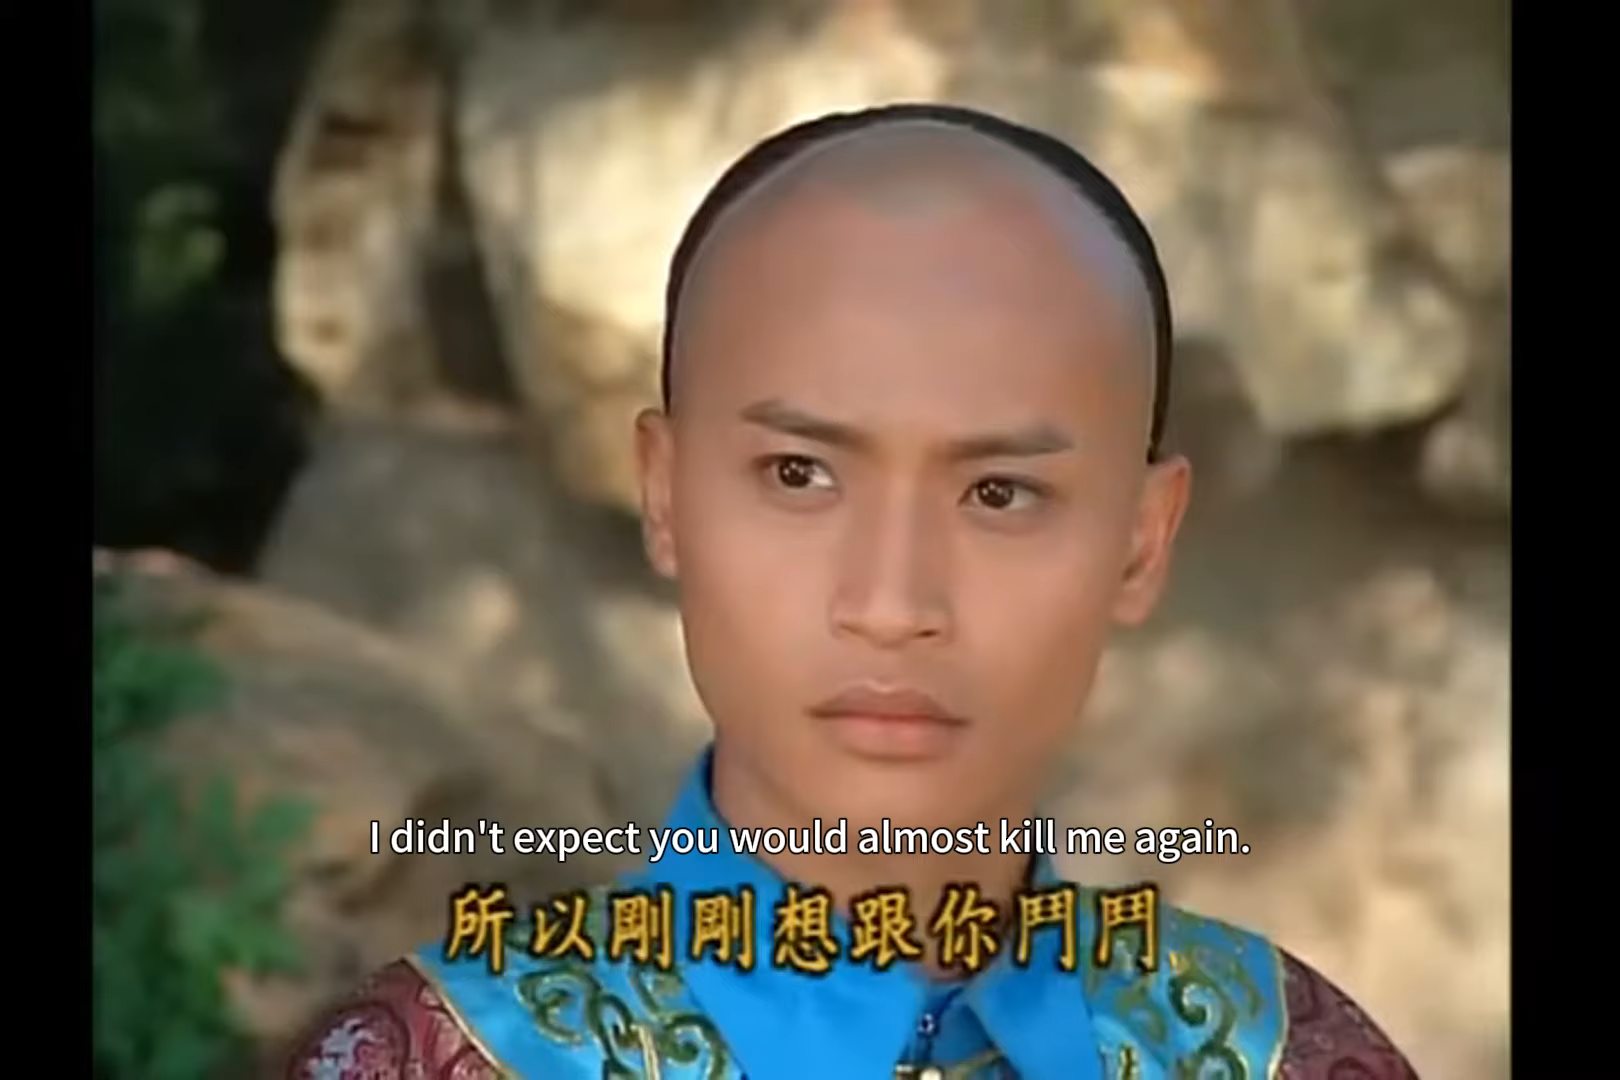 I didn't expect you would almost kill me again.
所以剛剛想跟你鬥鬥